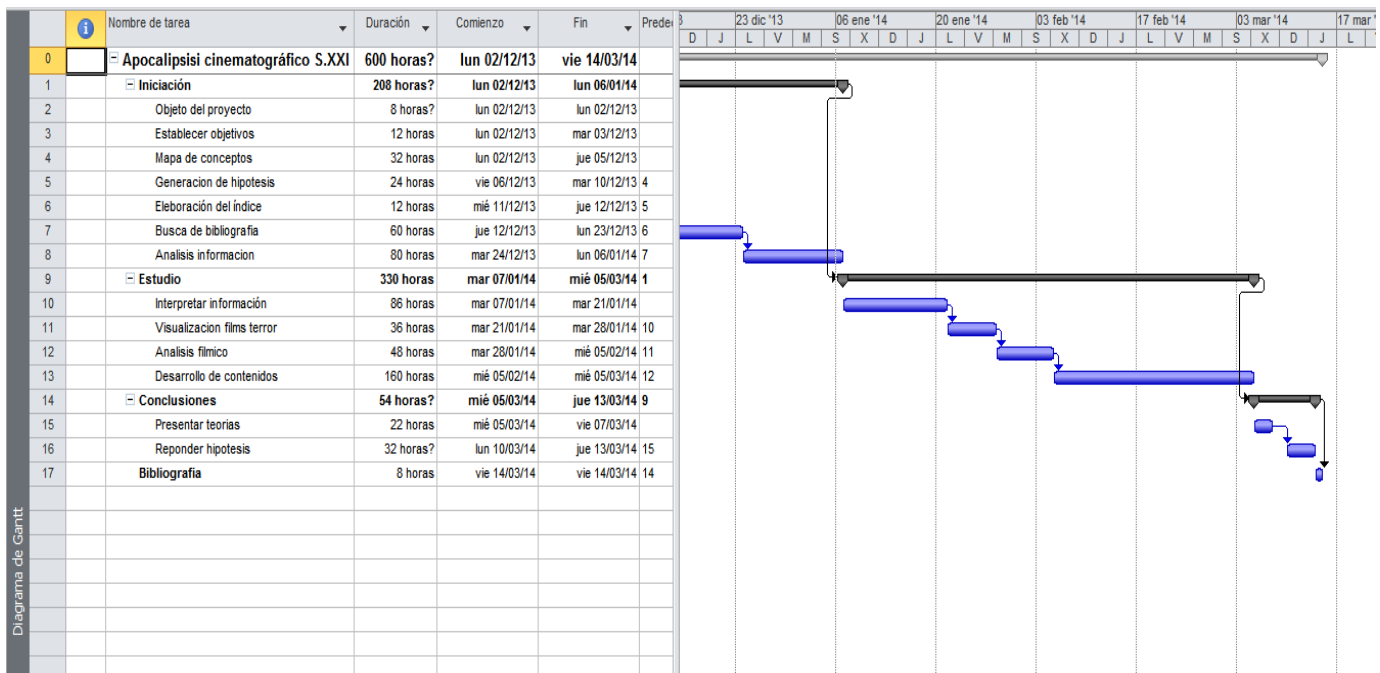 Nombre de tarea Duración Comienzo Fin Prede
3 23 dic '13 06 ene '14 20 ene '14 03 feb '14 17 feb '14 03 mar '14 17 mar '
D J L V M S X D J L V M S X D J L V M S X D J L
0 Apocalipsisi cinematográfico S.XXI 600 horas? lun 02/12/13 vie 14/03/14
1 Iniciación 208 horas? lun 02/12/13 lun 06/01/14
2 Objeto del proyecto 8 horas? lun 02/12/13 lun 02/12/13
3 Establecer objetivos 12 horas lun 02/12/13 mar 03/12/13
4 Mapa de conceptos 32 horas lun 02/12/13 jue 05/12/13
5 Generacion de hipotesis 24 horas vie 06/12/13 mar 10/12/13 4
6 Eleboración del índice 12 horas mié 11/12/13 jue 12/12/13 5
7 Busca de bibliografia 60 horas jue 12/12/13 lun 23/12/13 6
8 Analisis informacion 80 horas mar 24/12/13 lun 06/01/14 7
9 Estudio 330 horas mar 07/01/14 mié 05/03/14 1
10 Interpretar información 86 horas mar 07/01/14 mar 21/01/14
11 Visualizacion films terror 36 horas mar 21/01/14 mar 28/01/14 10
12 Analisis filmico 48 horas mar 28/01/14 mié 05/02/14 11
13 Desarrollo de contenidos 160 horas mié 05/02/14 mié 05/03/14 12
14 Conclusiones 54 horas? mié 05/03/14 jue 13/03/14 9
15 Presentar teorias 22 horas mié 05/03/14 vie 07/03/14
16 Reponder hipotesis 32 horas? lun 10/03/14 jue 13/03/14 15
17 Bibliografia 8 horas vie 14/03/14 vie 14/03/14 14
Diagrama de Gantt